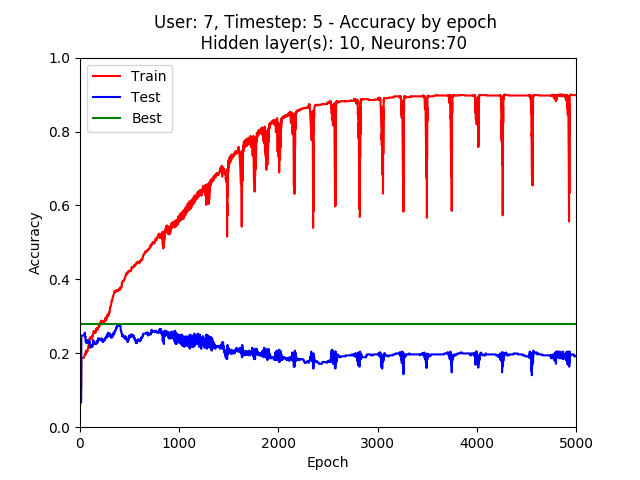 User: 7, Timestep: 5 - Accuracy by epoch
Hidden layer(s): 10, Neurons:70
1.0
0.8
0.6
0.4
0.2
0.0
Accuracy
Train
Test
Best
0 1000 2000 3000 4000 5000
Epoch